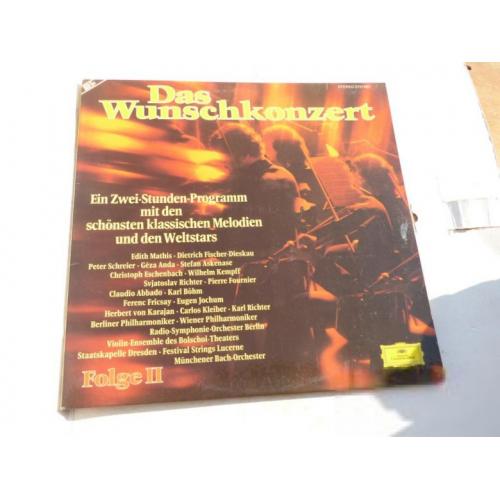 Das
Wunschkonzert
Ein Zwei-Stunden-Programm
mit den
schönsten klassischen Melodien
und den Weltstars
Edith Mathis · Dietrich Fischer-Dieskau
Peter Schreier · Géza Anda · Stefan Askenase
Christoph Eschenbach · Wilhelm Kempff
Svjatoslav Richter · Pierre Fournier
Claudio Abbado · Karl Böhm
Ferenc Fricsay · Eugen Jochum
Herbert von Karajan · Carlos Kleiber · Karl Richter
Berliner Philharmoniker · Wiener Philharmoniker
Radio-Symphonie-Orchester Berlin
Violin-Ensemble des Bolschoi-Theaters
Staatskapelle Dresden · Festival Strings Lucerne
Münchener Bach-Orchester
Folge II